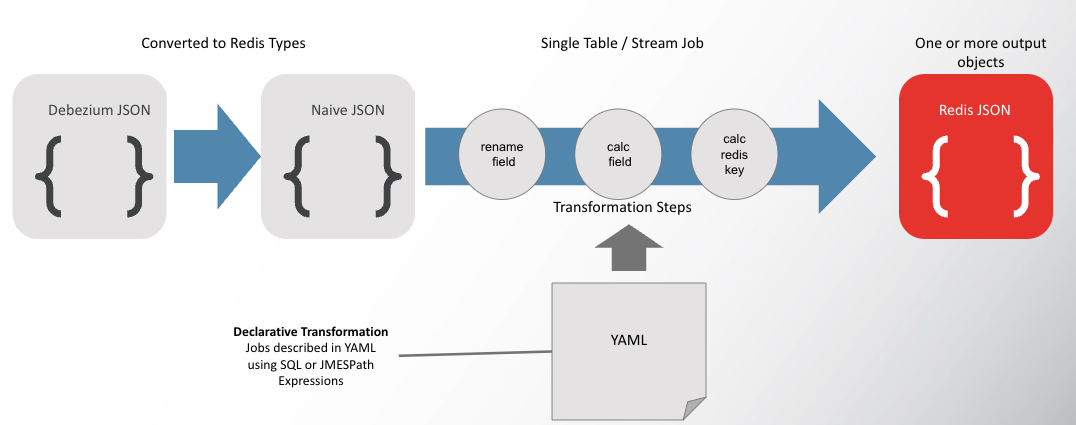 Converted to Redis Types
Single Table / Stream Job
One or more output
objects
Debezium JSON
{ }
Naive JSON
{ }
rename
field
calc
field
calc
redis
key
Redis JSON
{ }
Transformation Steps
YAML
Declarative Transformation
Jobs described in YAML
using SQL or JMESPath
Expressions